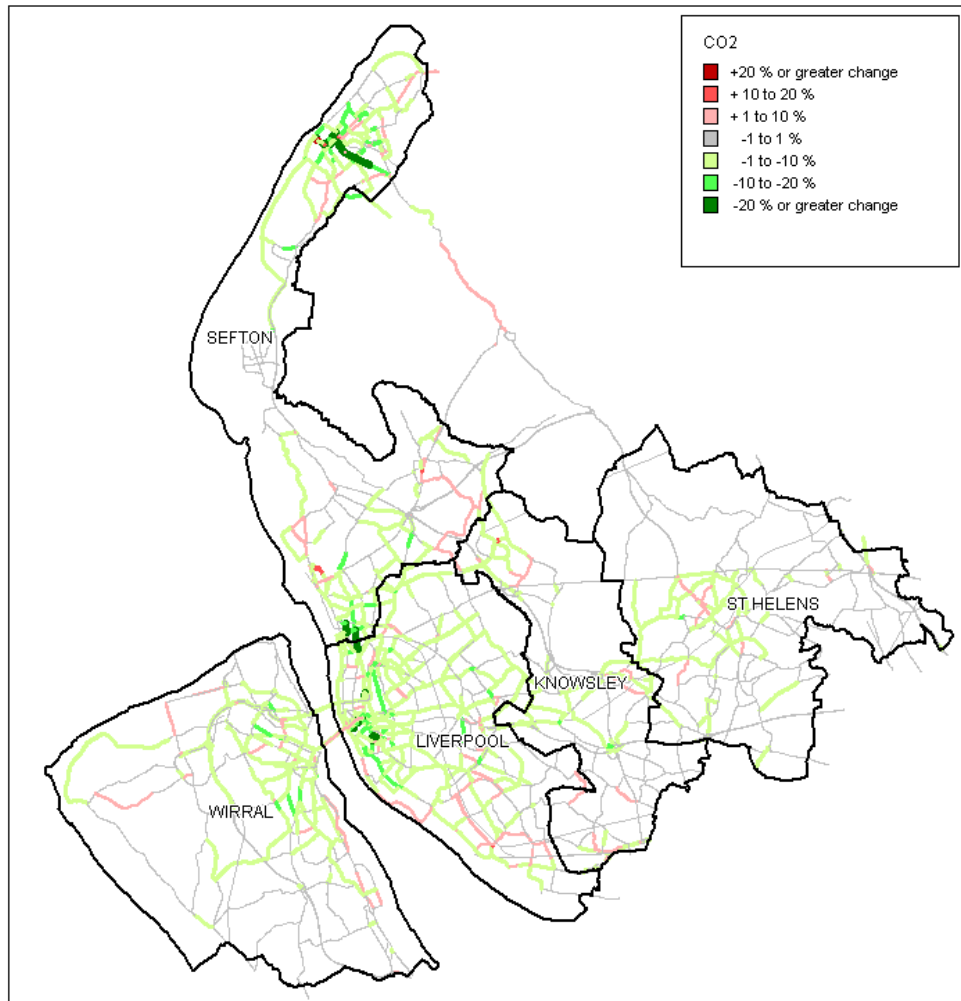 CO2
+20 % or greater change
+ 10 to 20 %
+ 1 to 10 %
-1 to 1 %
-1 to -10 %
-10 to -20 %
-20 % or greater change
SEFTON
ST HELENS
KNOWSLEY
LIVERPOOL
WIRRAL